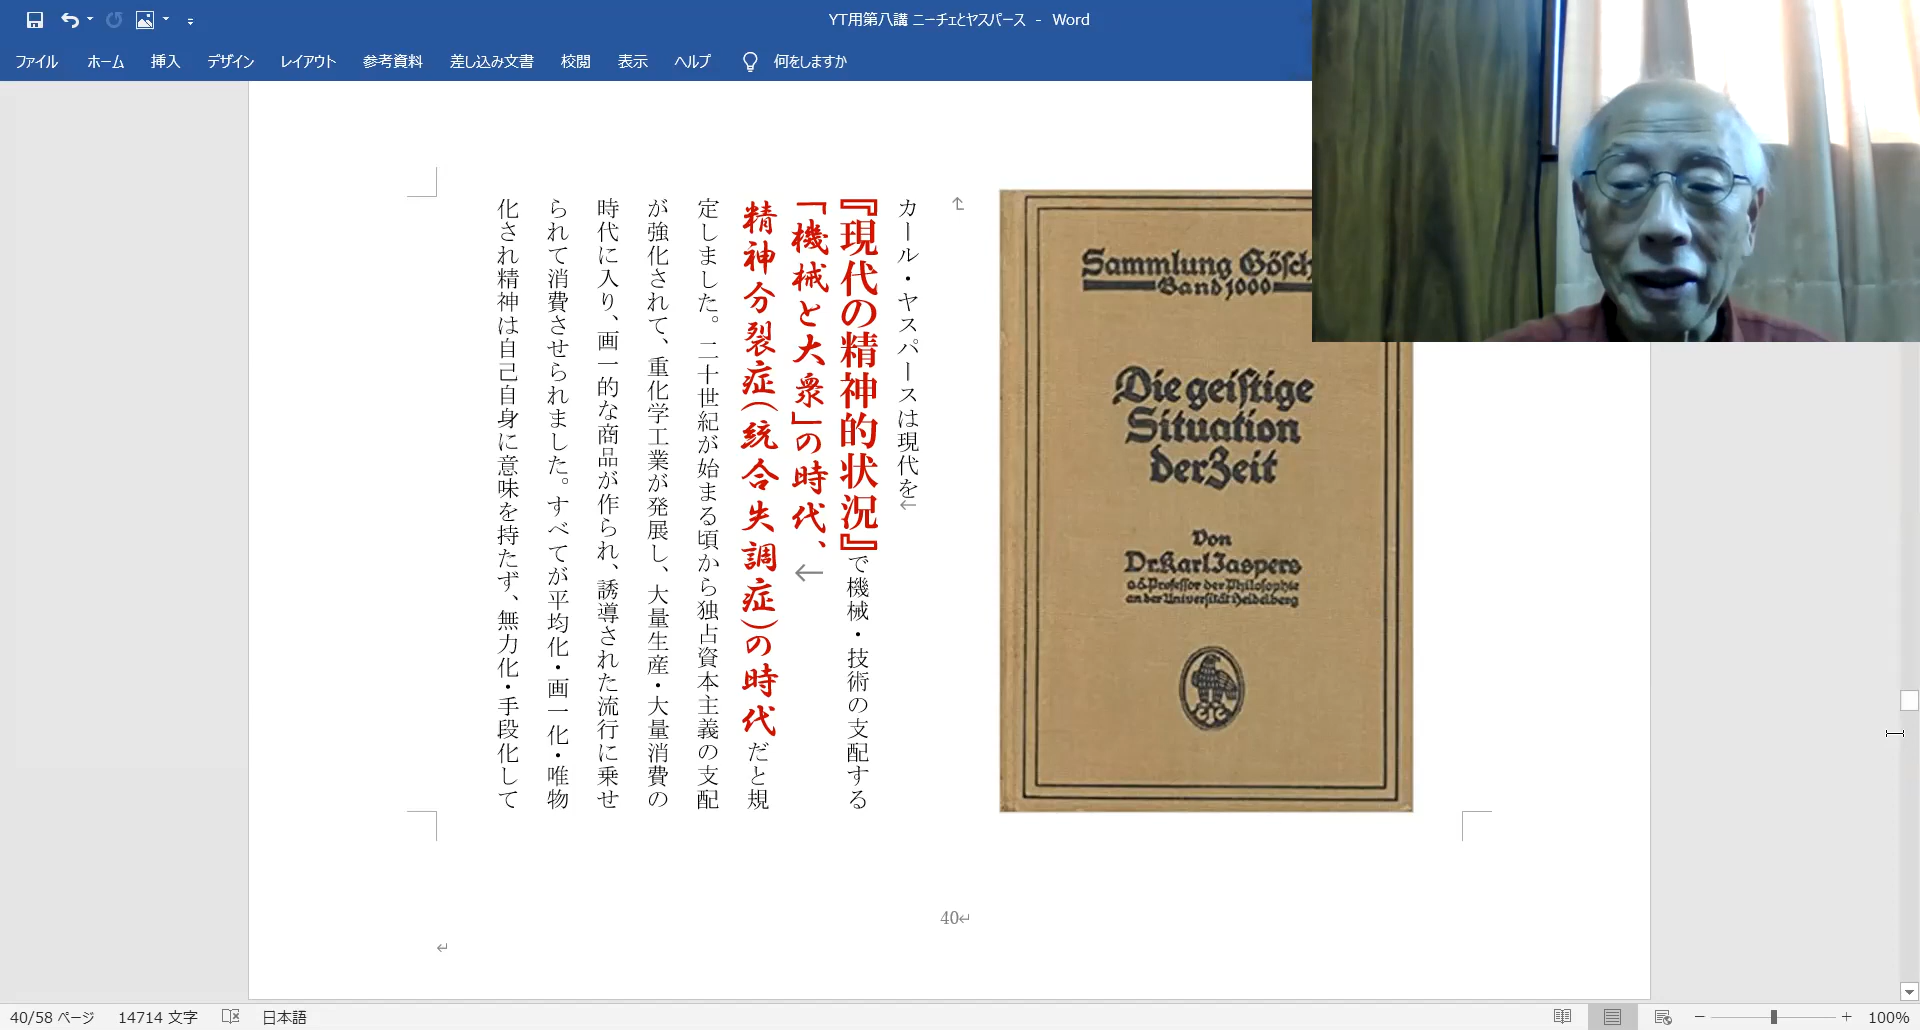 YT用第八講 ニーチェとヤスパース - Word
ファイル ホーム 挿入 デザイン レイアウト 参考資料 差し込み文書 校閲 表示 ヘルプ 何をしますか
Sammlung Gösch
Band 1000
Die geistige
Situation
der Zeit
Von
Dr. Karl Jaspers
o.ö. Professor der Philosophie
an der Universität Heidelberg
カール・ヤスパースは現代を
『現代の精神的状況』で機械・技術の支配する
「機械と大衆」の時代、
精神分裂症(統合失調症)の時代だと規
定しました。二十世紀が始まる頃から独占資本主義の支配
が強化されて、重化学工業が発展し、大量生産・大量消費の
時代に入り、画一的な商品が作られ、誘導された流行に乗せ
られて消費させられました。すべてが平均化・画一化・唯物
化され精神は自己自身に意味を持たず、無力化・手段化して
40
40/58 ページ 14714 文字 日本語 100%